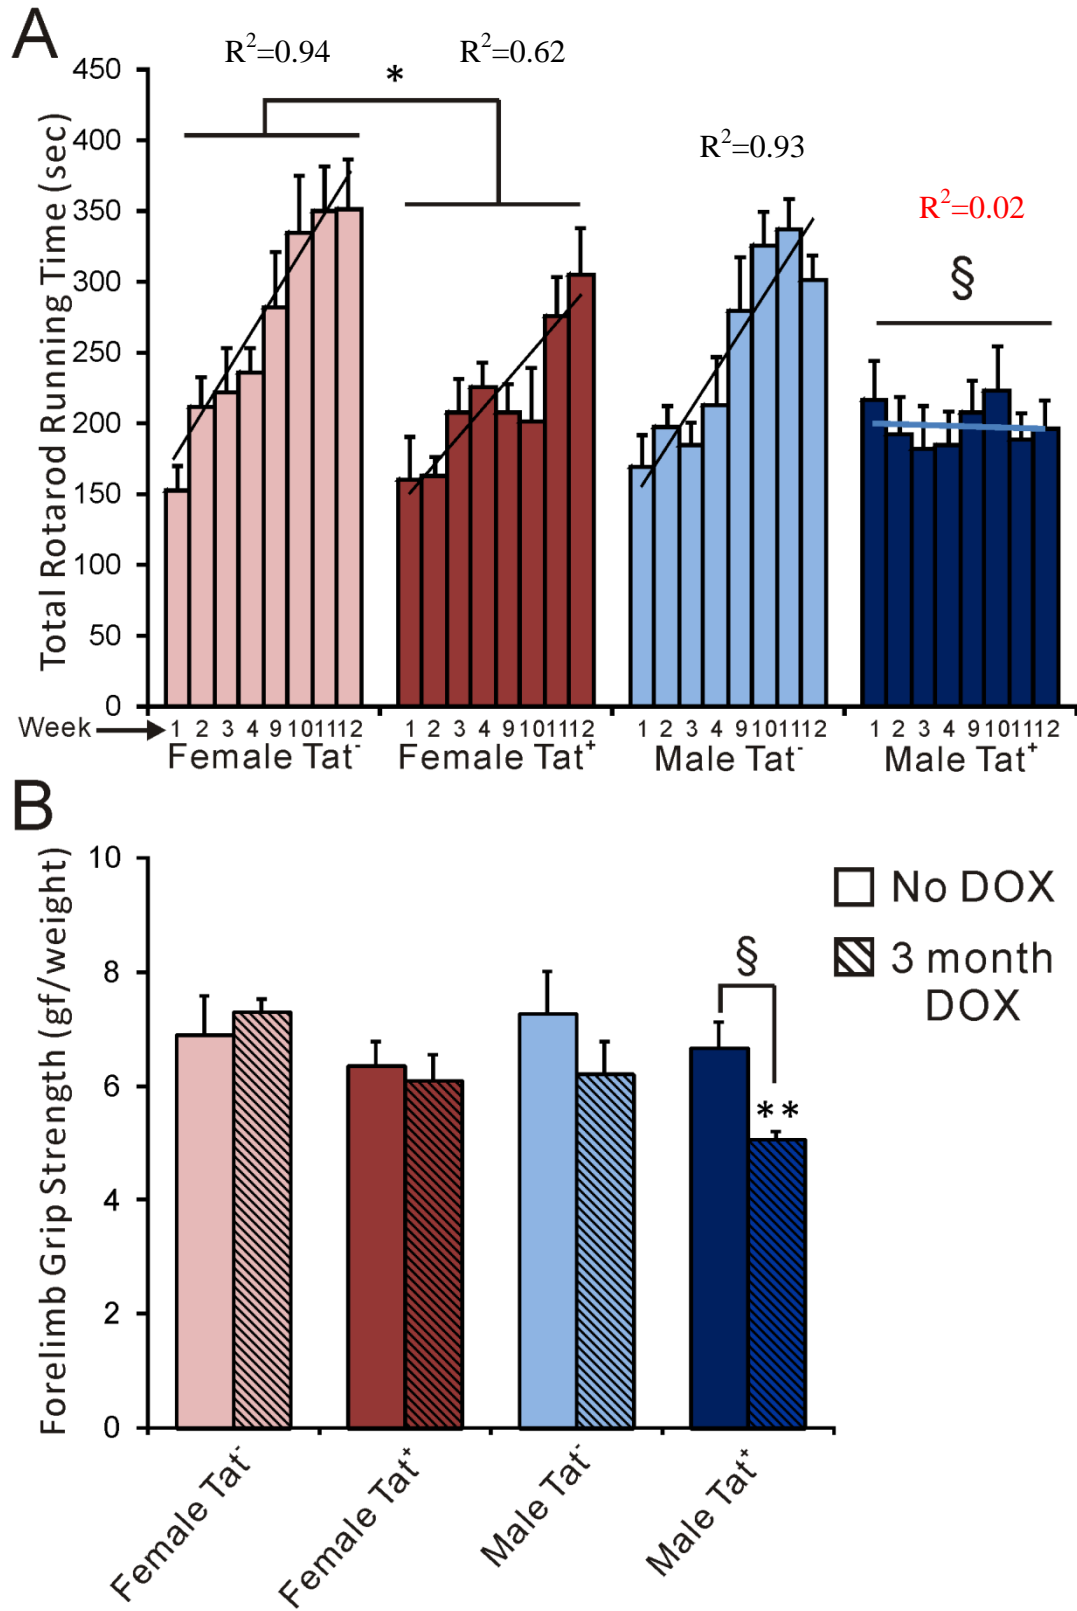 A
R²=0.94
R²=0.62
*
R²=0.93
R²=0.02
§
Total Rotarod Running Time (sec)
450
400
350
300
250
200
150
100
50
0
Week
1 2 3 4 9 10 11 12
1 2 3 4 9 10 11 12
1 2 3 4 9 10 11 12
1 2 3 4 9 10 11 12
Female Tat⁻
Female Tat⁺
Male Tat⁻
Male Tat⁺
B
Forelimb Grip Strength (gf/weight)
10
8
6
4
2
0
No DOX
3 month
DOX
§
**
Female Tat⁻
Female Tat⁺
Male Tat⁻
Male Tat⁺